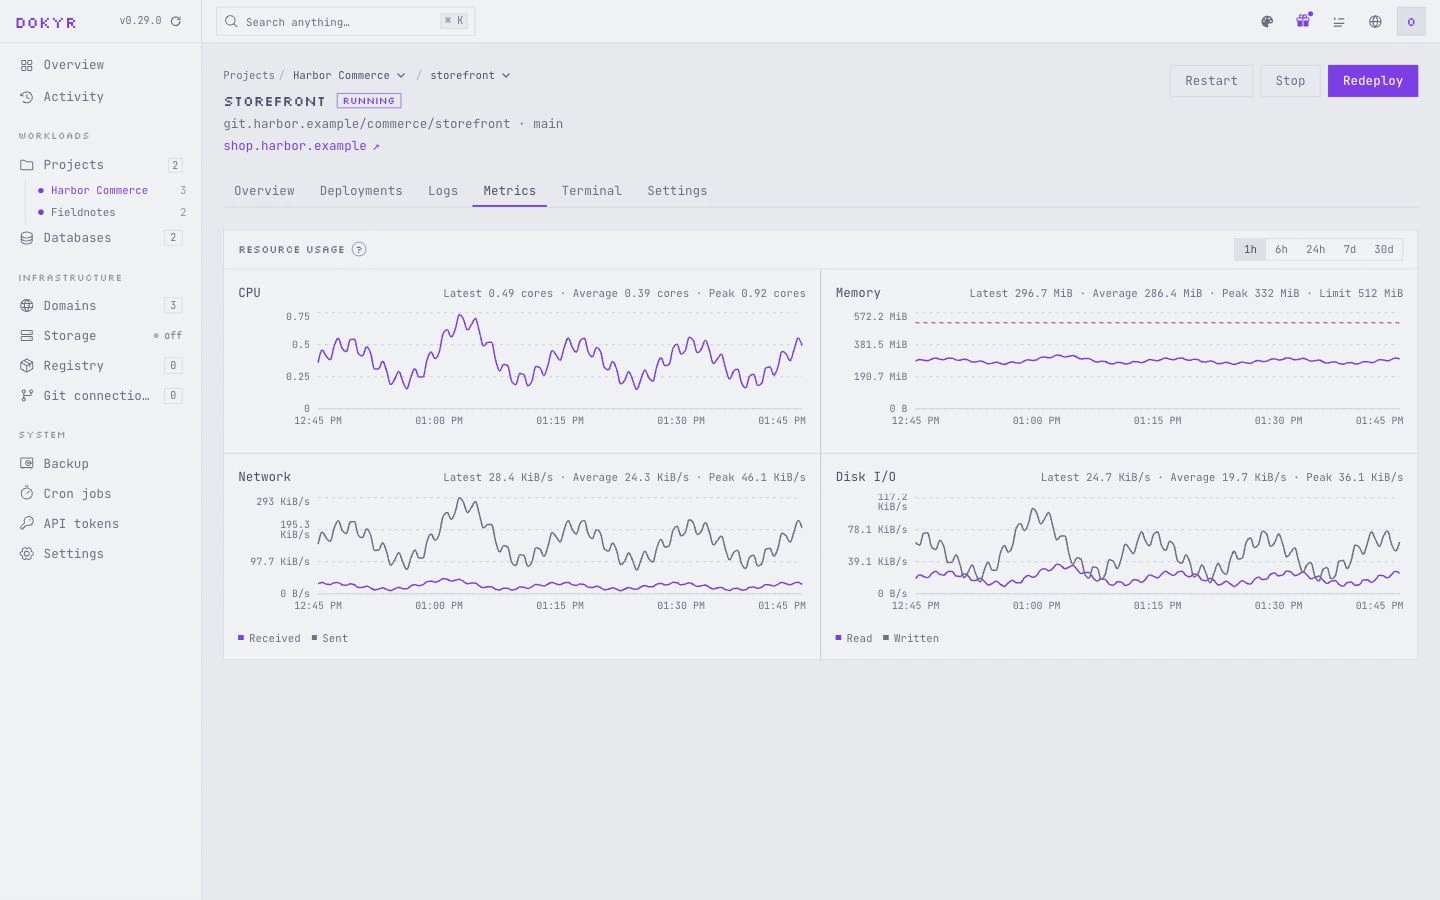 DOKYR v0.29.0
Search anything… ⌘ K
O
Overview
Activity
WORKLOADS
Projects 2
Harbor Commerce 3
Fieldnotes 2
Databases 2
INFRASTRUCTURE
Domains 3
Storage off
Registry 0
Git connectio… 0
SYSTEM
Backup
Cron jobs
API tokens
Settings
Projects / Harbor Commerce / storefront
STOREFRONT RUNNING
git.harbor.example/commerce/storefront · main
shop.harbor.example ↗
Restart Stop Redeploy
Overview Deployments Logs Metrics Terminal Settings
RESOURCE USAGE ?
1h 6h 24h 7d 30d
CPU Latest 0.49 cores · Average 0.39 cores · Peak 0.92 cores
0.75
0.5
0.25
0
12:45 PM 01:00 PM 01:15 PM 01:30 PM 01:45 PM
Memory Latest 296.7 MiB · Average 286.4 MiB · Peak 332 MiB · Limit 512 MiB
572.2 MiB
381.5 MiB
190.7 MiB
0 B
12:45 PM 01:00 PM 01:15 PM 01:30 PM 01:45 PM
Network Latest 28.4 KiB/s · Average 24.3 KiB/s · Peak 46.1 KiB/s
293 KiB/s
195.3
KiB/s
97.7 KiB/s
0 B/s
12:45 PM 01:00 PM 01:15 PM 01:30 PM 01:45 PM
Received Sent
Disk I/O Latest 24.7 KiB/s · Average 19.7 KiB/s · Peak 36.1 KiB/s
117.2
KiB/s
78.1 KiB/s
39.1 KiB/s
0 B/s
12:45 PM 01:00 PM 01:15 PM 01:30 PM 01:45 PM
Read Written